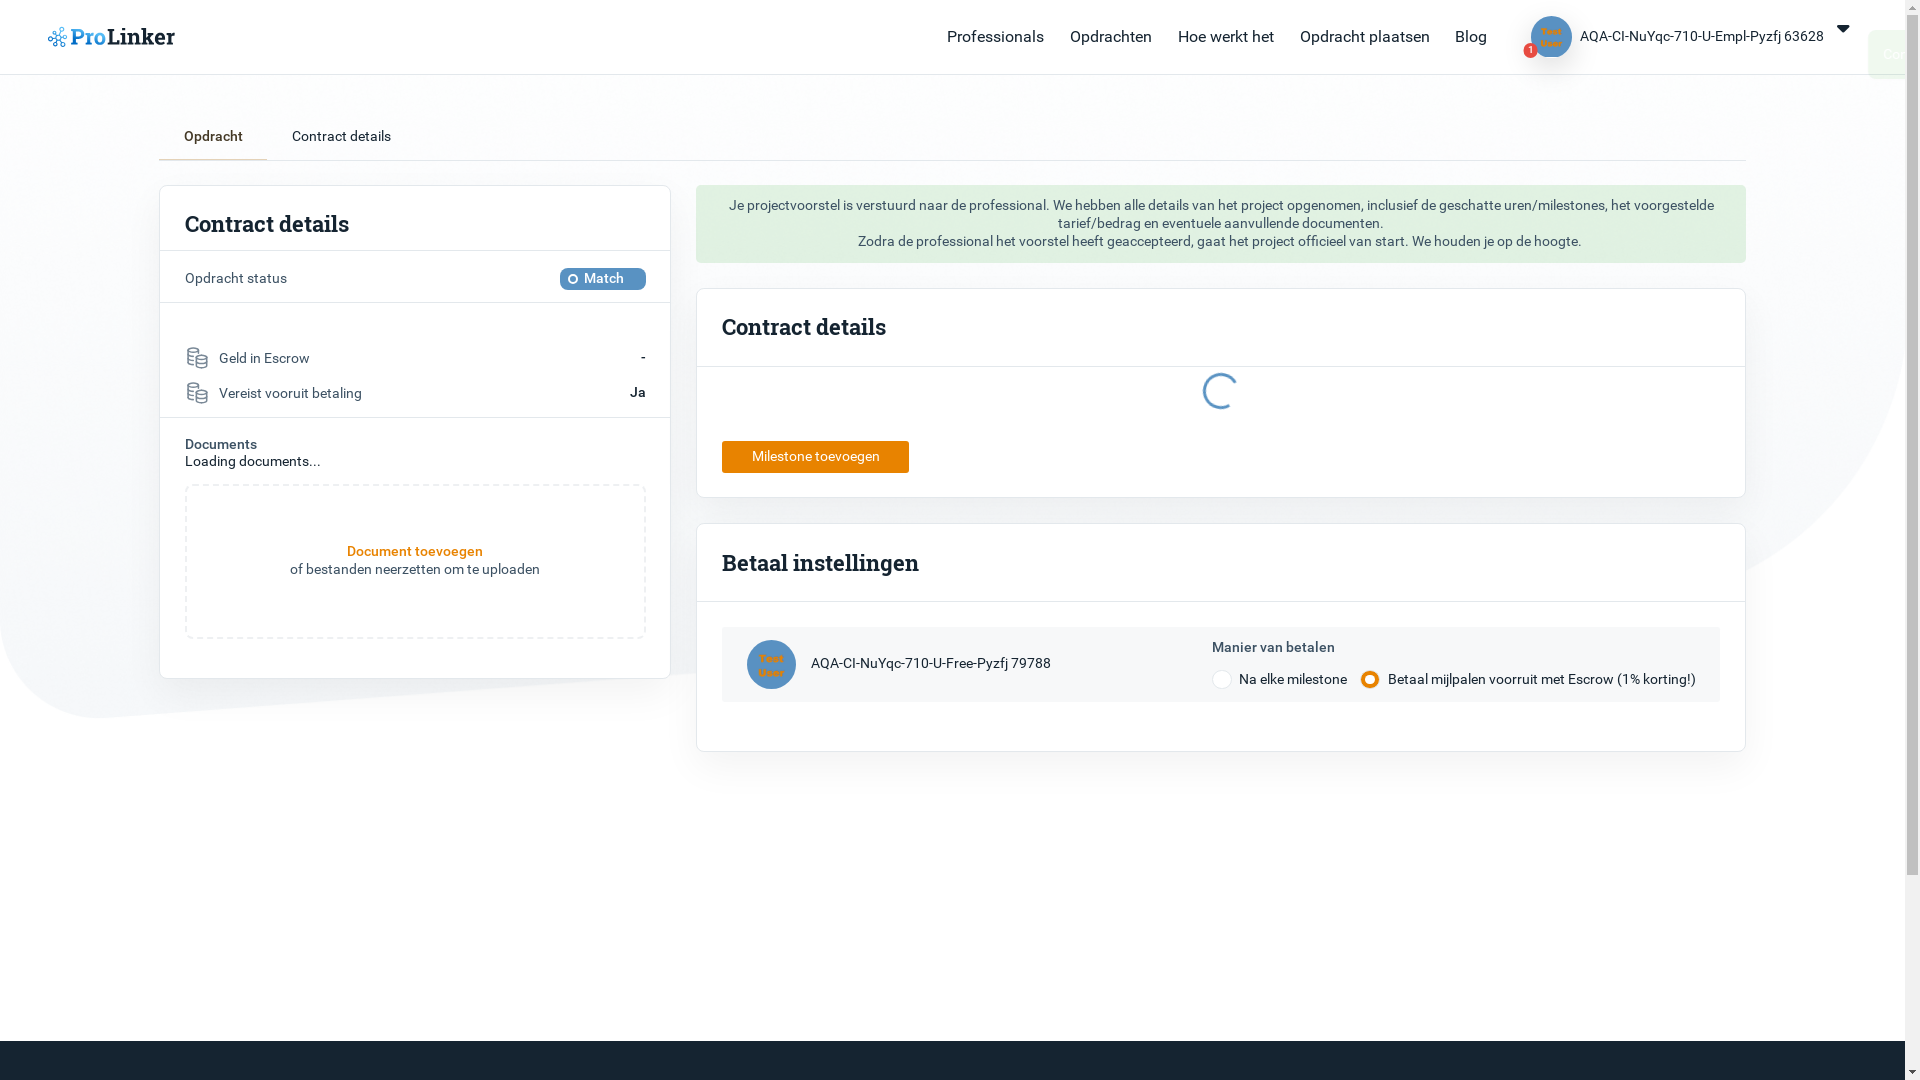 ProLinker
Professionals
Opdrachten
Hoe werkt het
Opdracht plaatsen
Blog
Test
User
1
AQA-CI-NuYqc-710-U-Empl-Pyzfj 63628
Opdracht
Contract details
Contract details
Opdracht status
Match
Geld in Escrow
-
Vereist vooruit betaling
Ja
Documents
Loading documents...
Document toevoegen
of bestanden neerzetten om te uploaden
Je projectvoorstel is verstuurd naar de professional. We hebben alle details van het project opgenomen, inclusief de geschatte uren/milestones, het voorgestelde
tarief/bedrag en eventuele aanvullende documenten.
Zodra de professional het voorstel heeft geaccepteerd, gaat het project officieel van start. We houden je op de hoogte.
Contract details
Milestone toevoegen
Betaal instellingen
Test
User
AQA-CI-NuYqc-710-U-Free-Pyzfj 79788
Manier van betalen
Na elke milestone
Betaal mijlpalen voorruit met Escrow (1% korting!)